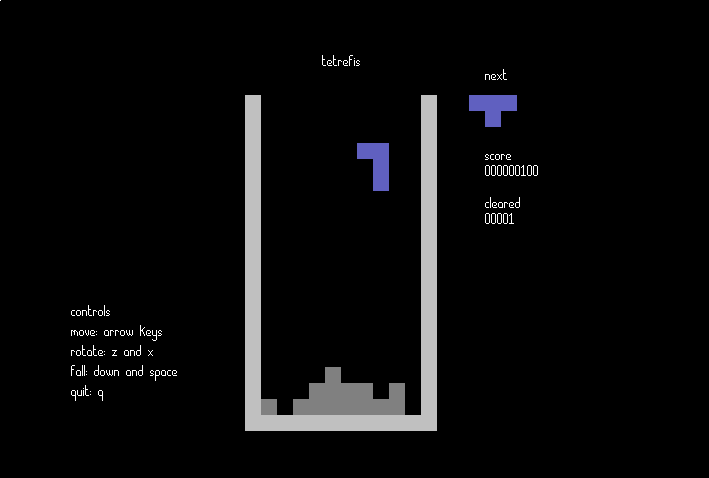 tetrefis
next
score
000000100
cleared
00001
controls
move: arrow keys
rotate: z and x
fall: down and space
quit: q